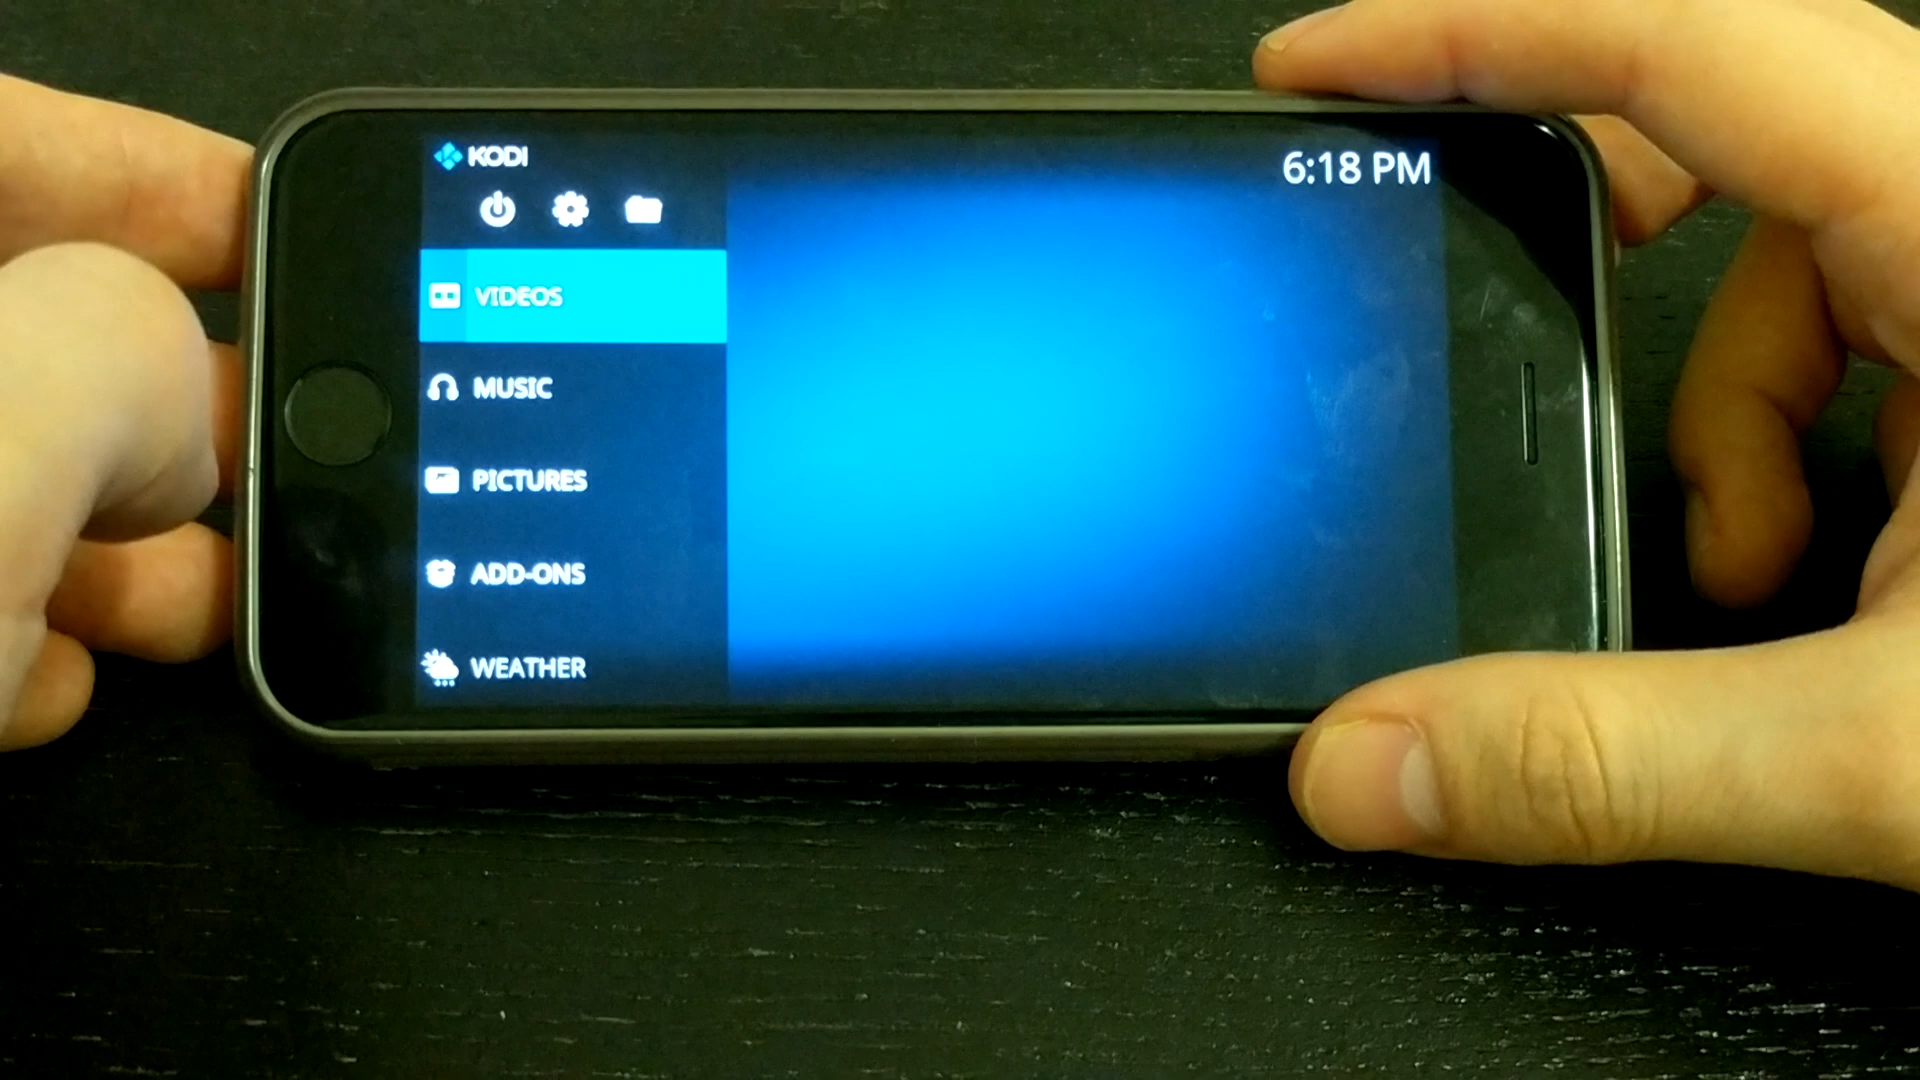 KODI
6:18 PM
VIDEOS
MUSIC
PICTURES
ADD-ONS
WEATHER